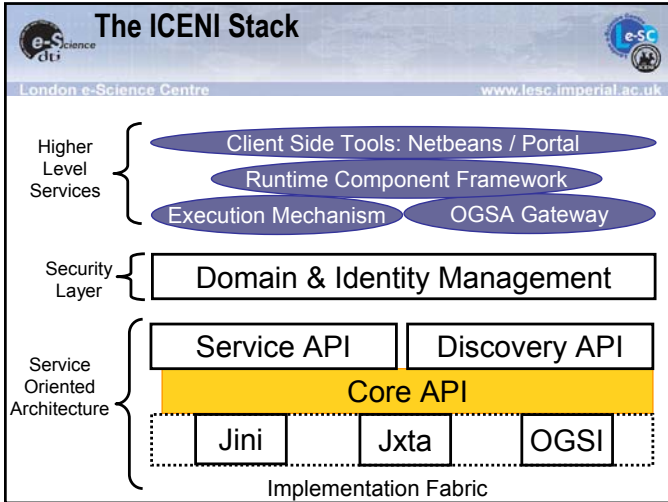 The ICENI Stack
e-Science
dti
e-SC
London e-Science Centre
www.lesc.imperial.ac.uk
Higher
Level
Services
Client Side Tools: Netbeans / Portal
Runtime Component Framework
Execution Mechanism
OGSA Gateway
Security
Layer
Domain & Identity Management
Service
Oriented
Architecture
Service API
Discovery API
Core API
Jini
Jxta
OGSI
Implementation Fabric